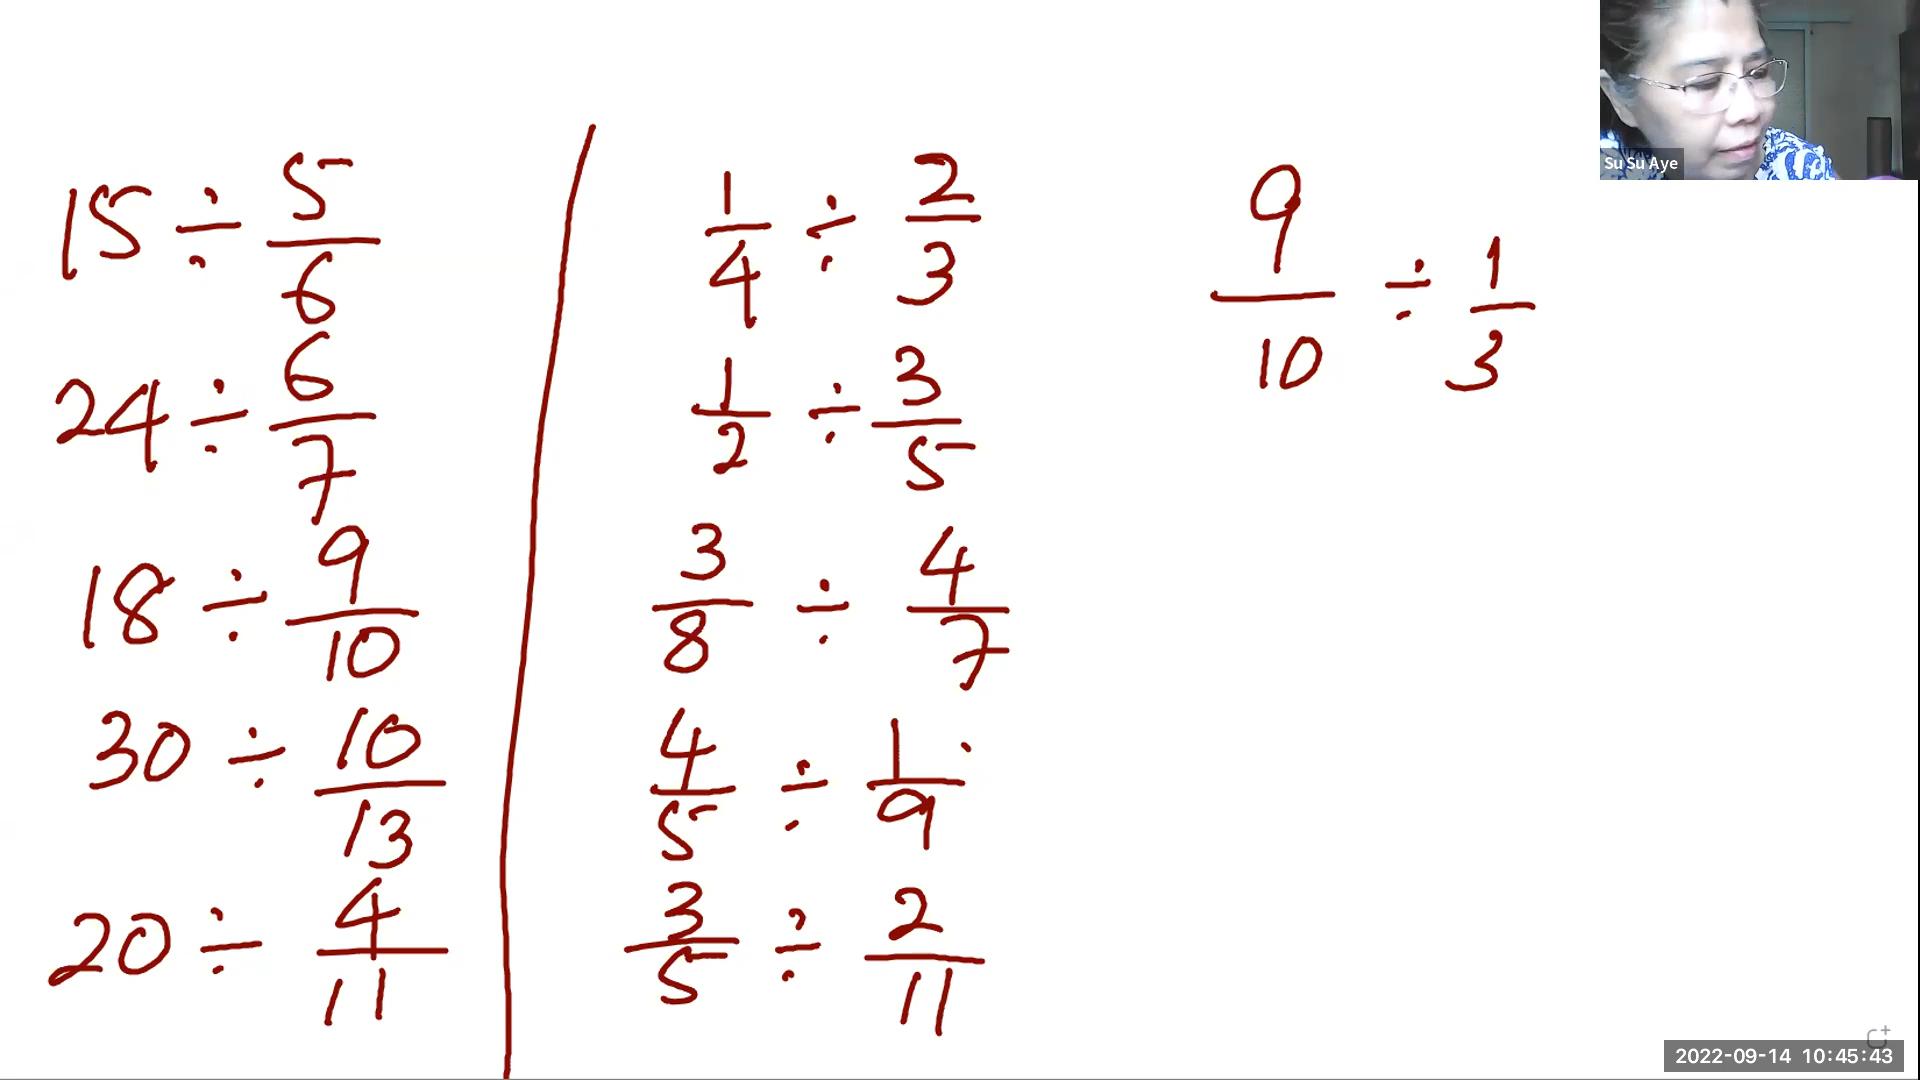 15 ÷ 5/6
24 ÷ 6/7
18 ÷ 9/10
30 ÷ 10/13
20 ÷ 4/11
1/4 ÷ 2/3
1/2 ÷ 3/5
3/8 ÷ 4/7
4/5 ÷ 1/9
3/5 ÷ 2/11
9/10 ÷ 1/3
Su Su Aye
2022-09-14 10:45:43